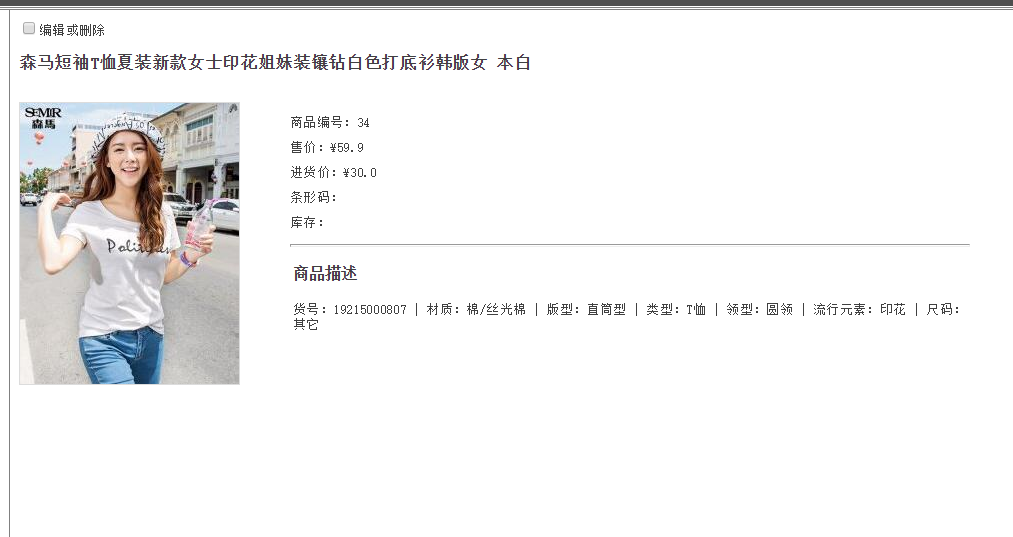 编辑或删除
森马短袖T恤夏装新款女士印花姐妹装镶钻白色打底衫韩版女 本白
SEMIR
森馬
商品编号：34
售价：¥59.9
进货价：¥30.0
条形码：
库存：
商品描述
货号：19215000807 | 材质：棉/丝光棉 | 版型：直筒型 | 类型：T恤 | 领型：圆领 | 流行元素：印花 | 尺码：
其它